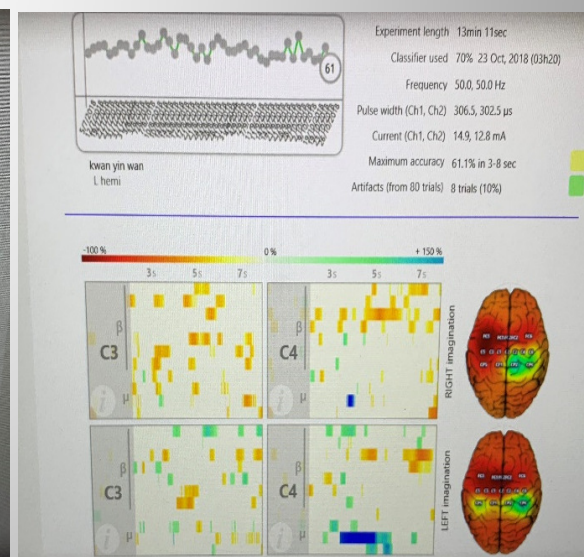 61
kwan yin wan
L hemi
Experiment length 13min 11sec
Classifier used 70% 23 Oct, 2018 (03h20)
Frequency 50.0, 50.0 Hz
Pulse width (Ch1, Ch2) 306.5, 302.5 µs
Current (Ch1, Ch2) 14.9, 12.8 mA
Maximum accuracy 61.1% in 3-8 sec
Artifacts (from 80 trials) 8 trials (10%)
-100 % 0 % + 150 %
3s 5s 7s 3s 5s 7s
β β
C3 C4
µ µ
i i
RIGHT imagination
β β
C3 C4
µ µ
i i
LEFT imagination